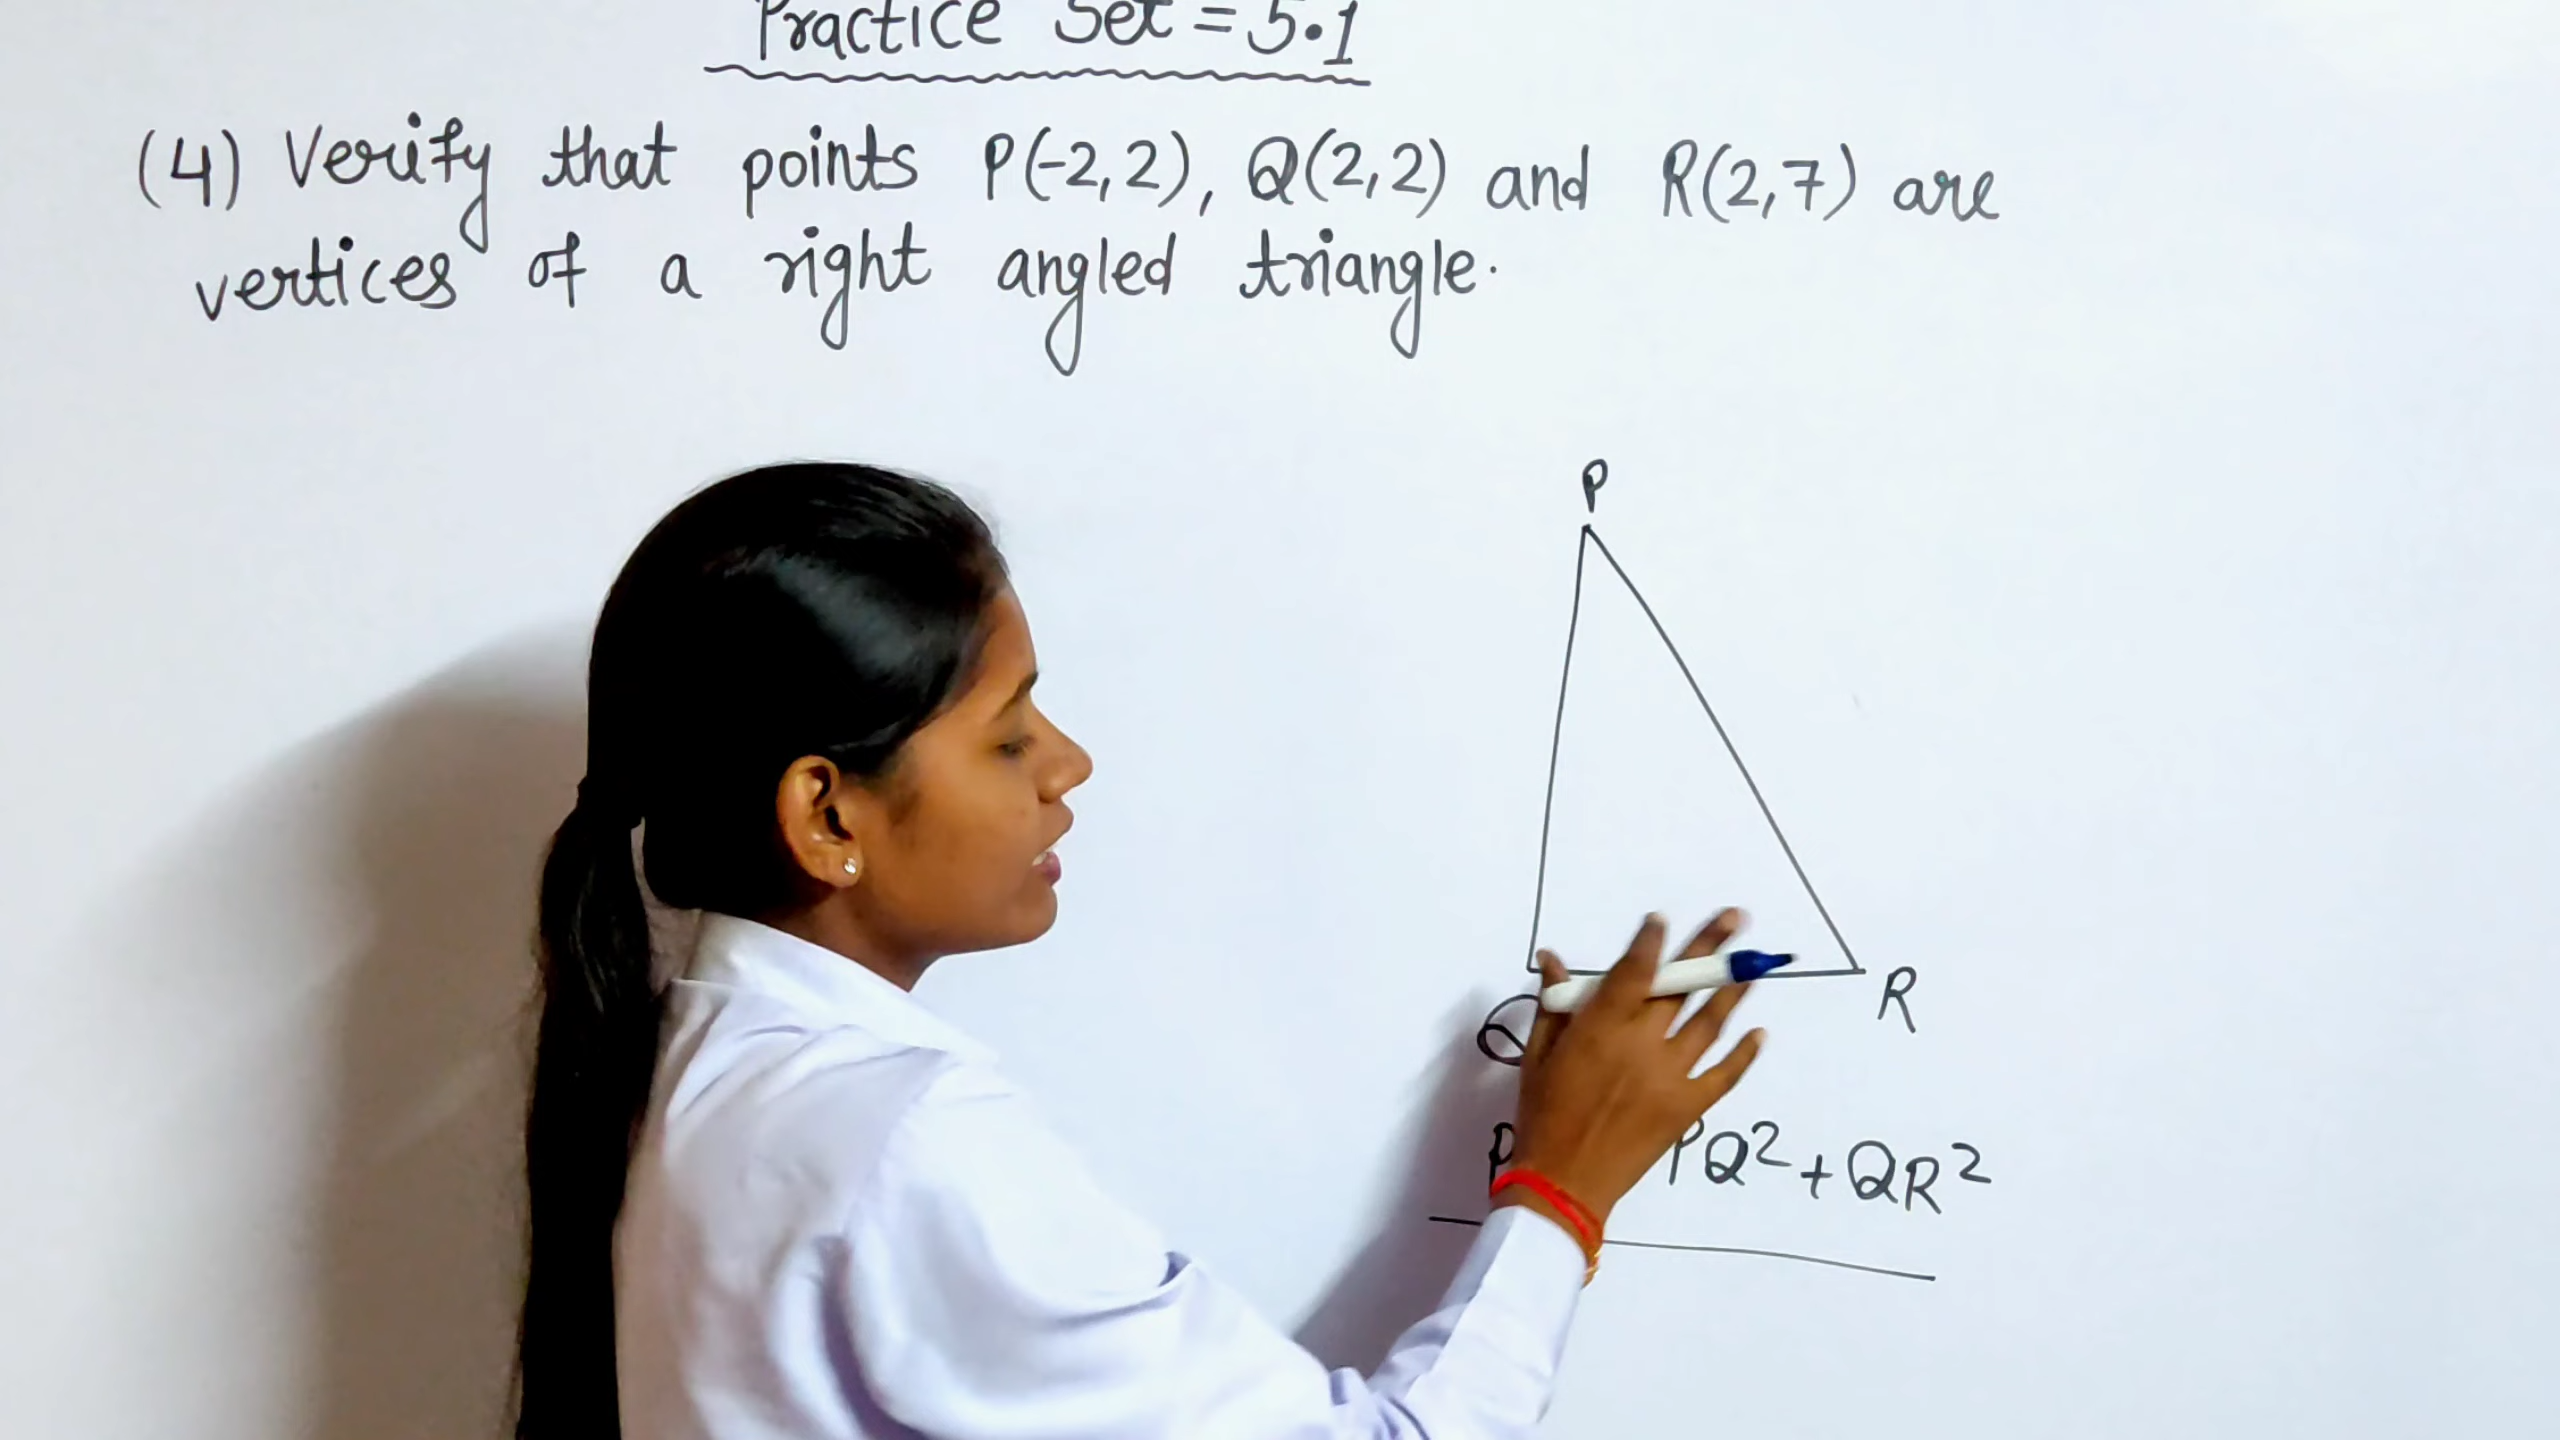 Practice Set = 5.1
(4) Verify that points P(-2,2), Q(2,2) and R(2,7) are
vertices of a right angled triangle.
P
Q
R
P PQ² + QR²